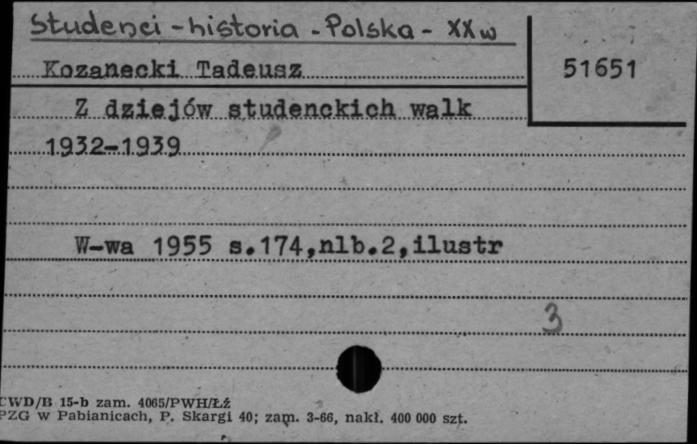 Studenci - historia - Polska - XX w
Kozanecki Tadeusz
51651
Z dziejów studenckich walk
1932-1939
W-wa 1955 s.174,nlb.2,ilustr
3
CWD/B 15-b zam. 4065/PWH/Łź
PZG w Pabianicach, P. Skargi 40; zam. 3-66, nakł. 400 000 szt.